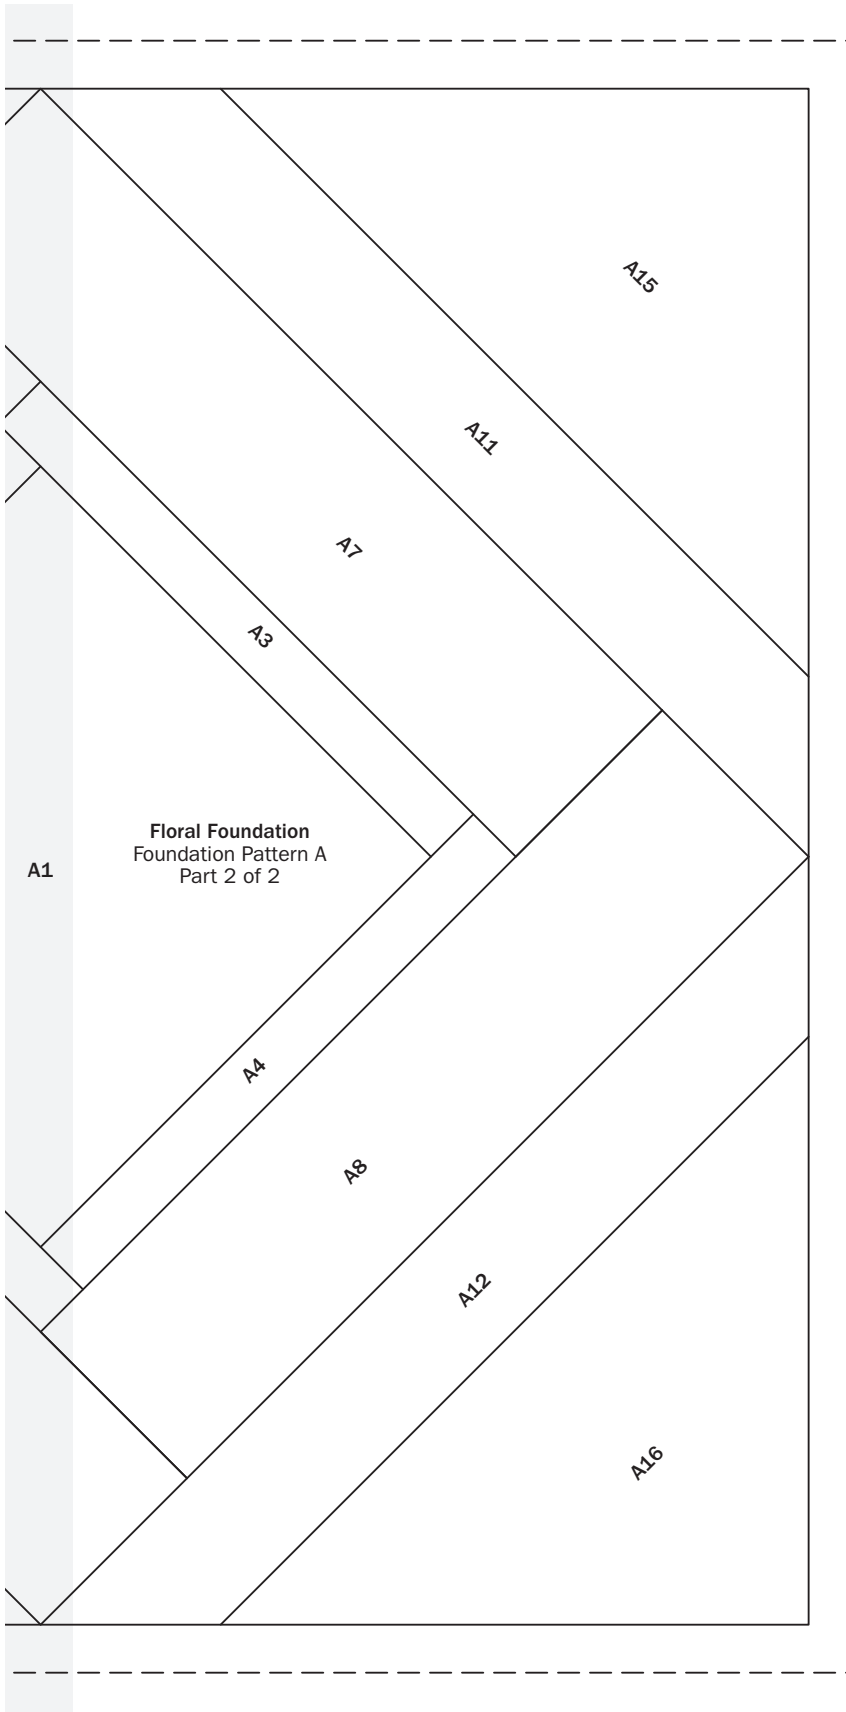 A15
A11
A7
A3
Floral Foundation
Foundation Pattern A
Part 2 of 2
A1
A4
A8
A12
A16